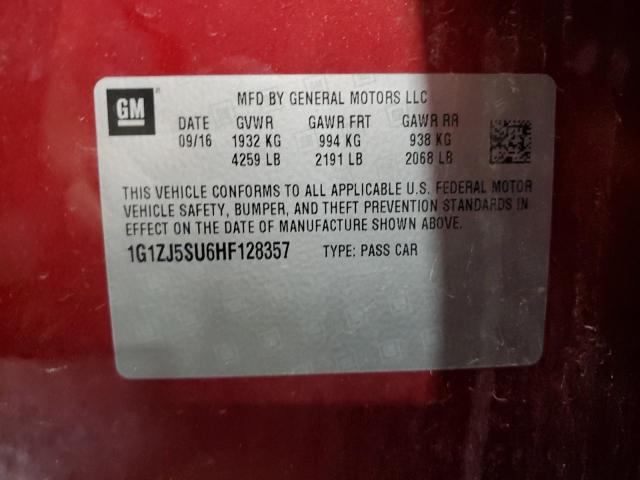 GM
MFD BY GENERAL MOTORS LLC
DATE GVWR GAWR FRT GAWR RR
09/16 1932 KG 994 KG 938 KG
4259 LB 2191 LB 2068 LB
THIS VEHICLE CONFORMS TO ALL APPLICABLE U.S. FEDERAL MOTOR
VEHICLE SAFETY, BUMPER, AND THEFT PREVENTION STANDARDS IN
EFFECT ON THE DATE OF MANUFACTURE SHOWN ABOVE.
1G1ZJ5SU6HF128357 TYPE: PASS CAR